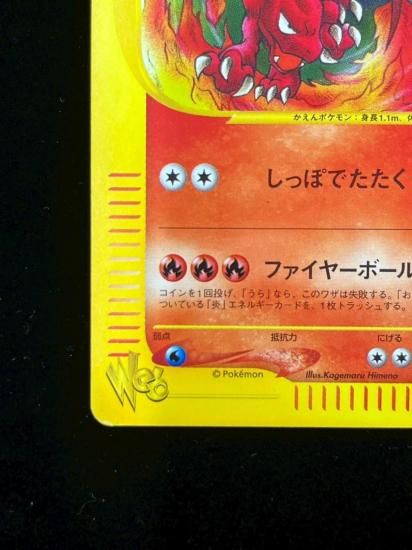 かえんポケモン：身長1.1m、体
しっぽでたたく
ファイヤーボール
コインを1回投げ、「うら」なら、このワザは失敗する。「お
ついている「炎」エネルギーカードを、1枚トラッシュする。
弱点 抵抗力 にげる
Web © Pokémon Illus.Kagemaru Himeno